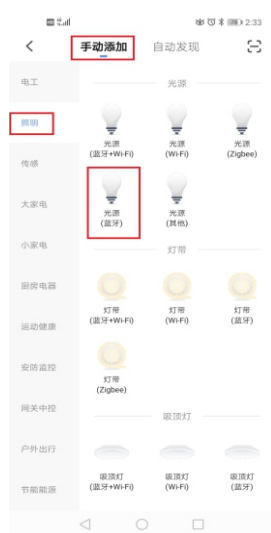 2:33
手动添加 自动发现
电工
照明
传感
大家电
小家电
厨房电器
运动健康
安防监控
网关中控
户外出行
节能能源
光源
光源 光源 光源
(蓝牙+Wi-Fi) (Wi-Fi) (Zigbee)
光源 光源
(蓝牙) (其他)
灯带
灯带 灯带 灯带
(蓝牙+Wi-Fi) (Wi-Fi) (蓝牙)
灯带
(Zigbee)
吸顶灯
吸顶灯 吸顶灯 吸顶灯
(蓝牙+Wi-Fi) (Wi-Fi) (蓝牙)